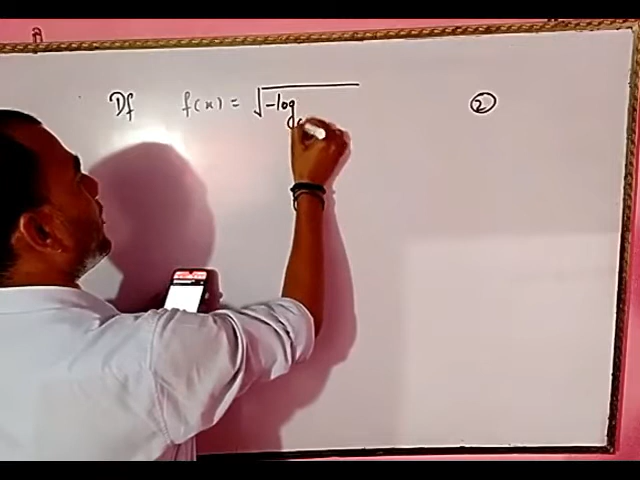 Df f(x) = √-log ②